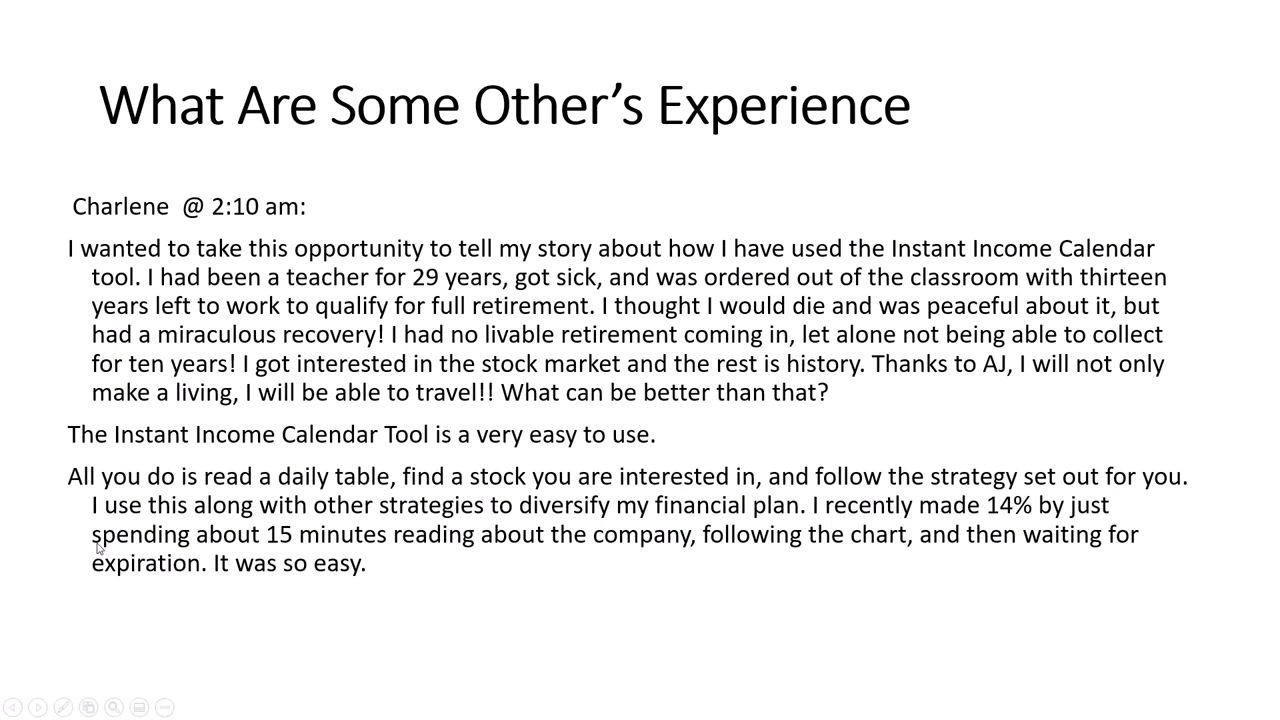 What Are Some Other’s Experience
Charlene  @ 2:10 am:
I wanted to take this opportunity to tell my story about how I have used the Instant Income Calendar
tool. I had been a teacher for 29 years, got sick, and was ordered out of the classroom with thirteen
years left to work to qualify for full retirement. I thought I would die and was peaceful about it, but
had a miraculous recovery! I had no livable retirement coming in, let alone not being able to collect
for ten years! I got interested in the stock market and the rest is history. Thanks to AJ, I will not only
make a living, I will be able to travel!! What can be better than that?
The Instant Income Calendar Tool is a very easy to use.
All you do is read a daily table, find a stock you are interested in, and follow the strategy set out for you.
I use this along with other strategies to diversify my financial plan. I recently made 14% by just
spending about 15 minutes reading about the company, following the chart, and then waiting for
expiration. It was so easy.